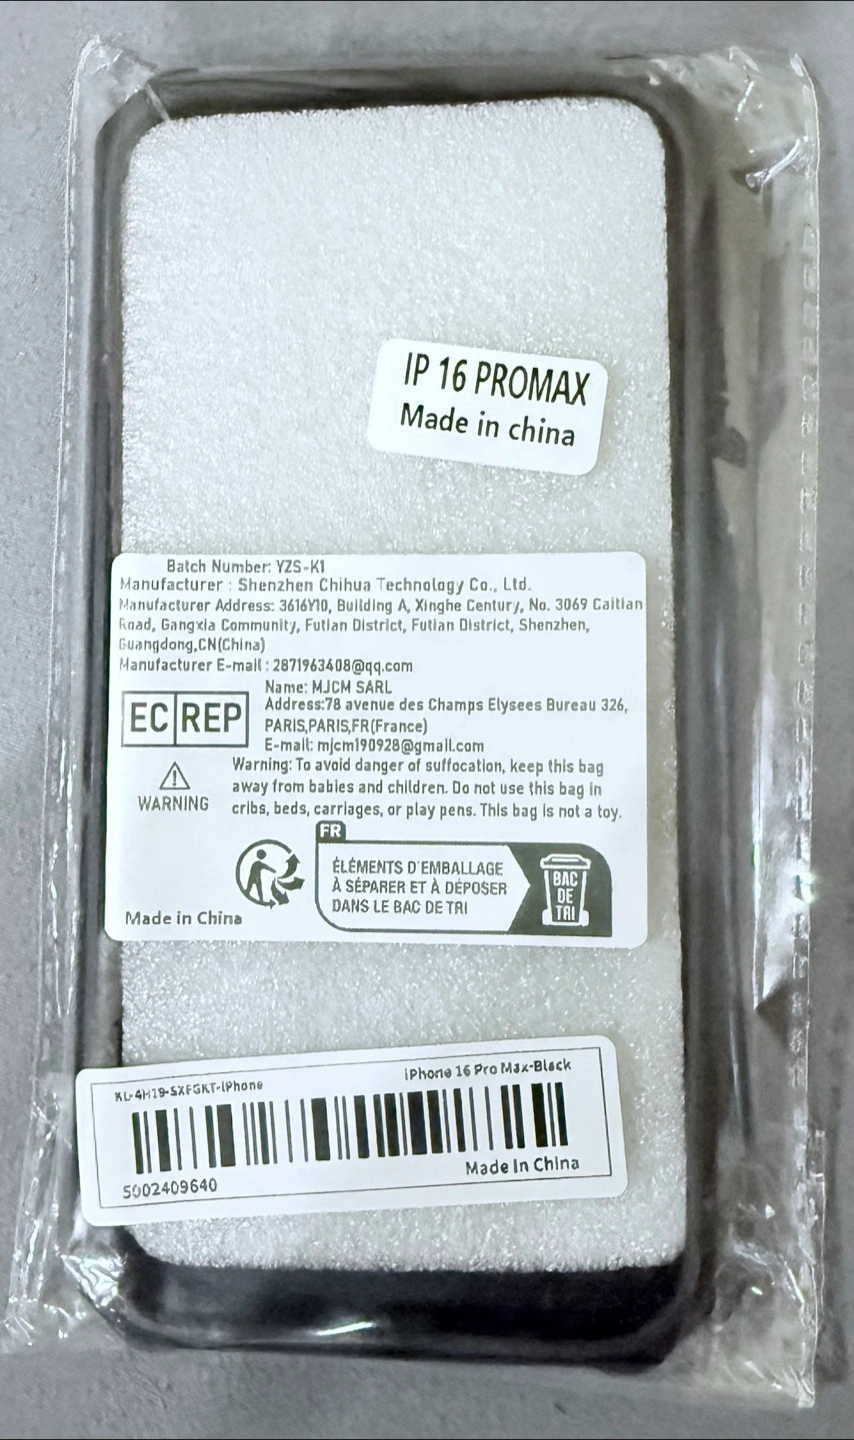 IP 16 PROMAX
Made in china
Batch Number: YZS-K1
Manufacturer : Shenzhen Chihua Technology Co., Ltd.
Manufacturer Address: 3616Y10, Building A, Xinghe Century, No. 3069 Caitian
Road, Gangxia Community, Futian District, Futian District, Shenzhen,
Guangdong,CN(China)
Manufacturer E-mail : 2871963408@qq.com
EC REP
Name: MJCM SARL
Address:78 avenue des Champs Elysees Bureau 326,
PARIS,PARIS,FR(France)
E-mail: mjcm190928@gmail.com
WARNING
Warning: To avoid danger of suffocation, keep this bag
away from babies and children. Do not use this bag in
cribs, beds, carriages, or play pens. This bag is not a toy.
FR
ÉLÉMENTS D'EMBALLAGE
À SÉPARER ET À DÉPOSER
DANS LE BAC DE TRI
BAC
DE
TRI
Made in China
KL-4H19-SXFGKT-iPhone
iPhone 16 Pro Max-Black
Made In China
5002409640